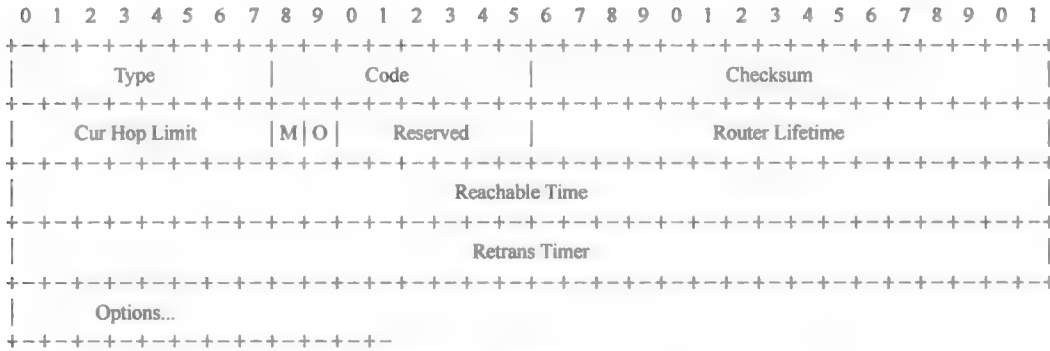 0 1 2 3 4 5 6 7 8 9 0 1 2 3 4 5 6 7 8 9 0 1 2 3 4 5 6 7 8 9 0 1
+-+-+-+-+-+-+-+-+-+-+-+-+-+-+-+-+-+-+-+-+-+-+-+-+-+-+-+-+-+-+-+-+
| Type | Code | Checksum |
+-+-+-+-+-+-+-+-+-+-+-+-+-+-+-+-+-+-+-+-+-+-+-+-+-+-+-+-+-+-+-+-+
| Cur Hop Limit |M|O| Reserved | Router Lifetime |
+-+-+-+-+-+-+-+-+-+-+-+-+-+-+-+-+-+-+-+-+-+-+-+-+-+-+-+-+-+-+-+-+
| Reachable Time |
+-+-+-+-+-+-+-+-+-+-+-+-+-+-+-+-+-+-+-+-+-+-+-+-+-+-+-+-+-+-+-+-+
| Retrans Timer |
+-+-+-+-+-+-+-+-+-+-+-+-+-+-+-+-+-+-+-+-+-+-+-+-+-+-+-+-+-+-+-+-+
| Options...
+-+-+-+-+-+-+-+-+-+-+-+-